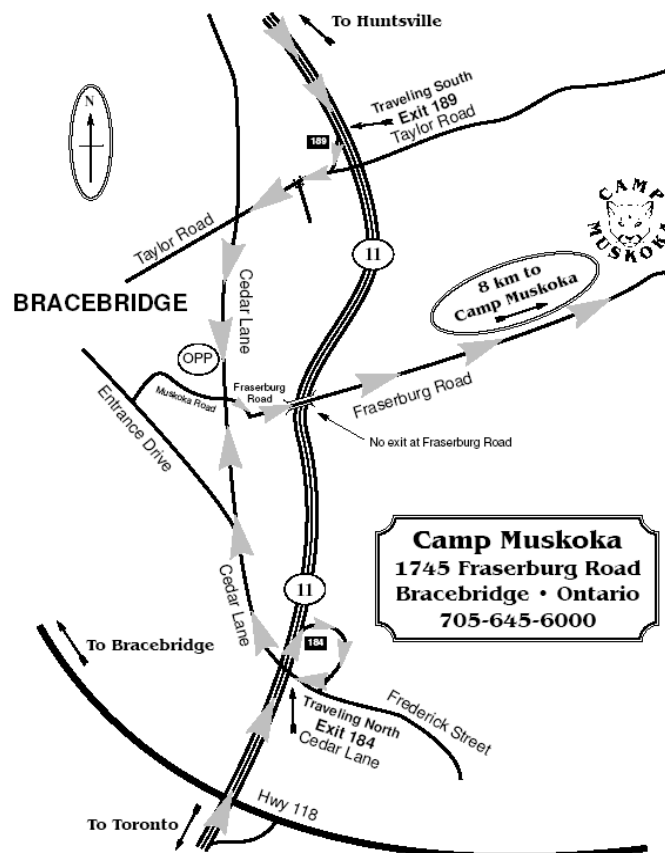 To Huntsville
N
Traveling South
Exit 189
Taylor Road
189
Taylor Road
CAMP
MUSKOKA
11
8 km to
Camp Muskoka
BRACEBRIDGE
Cedar Lane
OPP
Fraserburg
Road
Muskoka Road
Fraserburg Road
Entrance Drive
No exit at Fraserburg Road
Camp Muskoka
1745 Fraserburg Road
Bracebridge • Ontario
705-645-6000
Cedar Lane
11
To Bracebridge
184
Traveling North
Exit 184
Cedar Lane
Frederick Street
Hwy 118
To Toronto